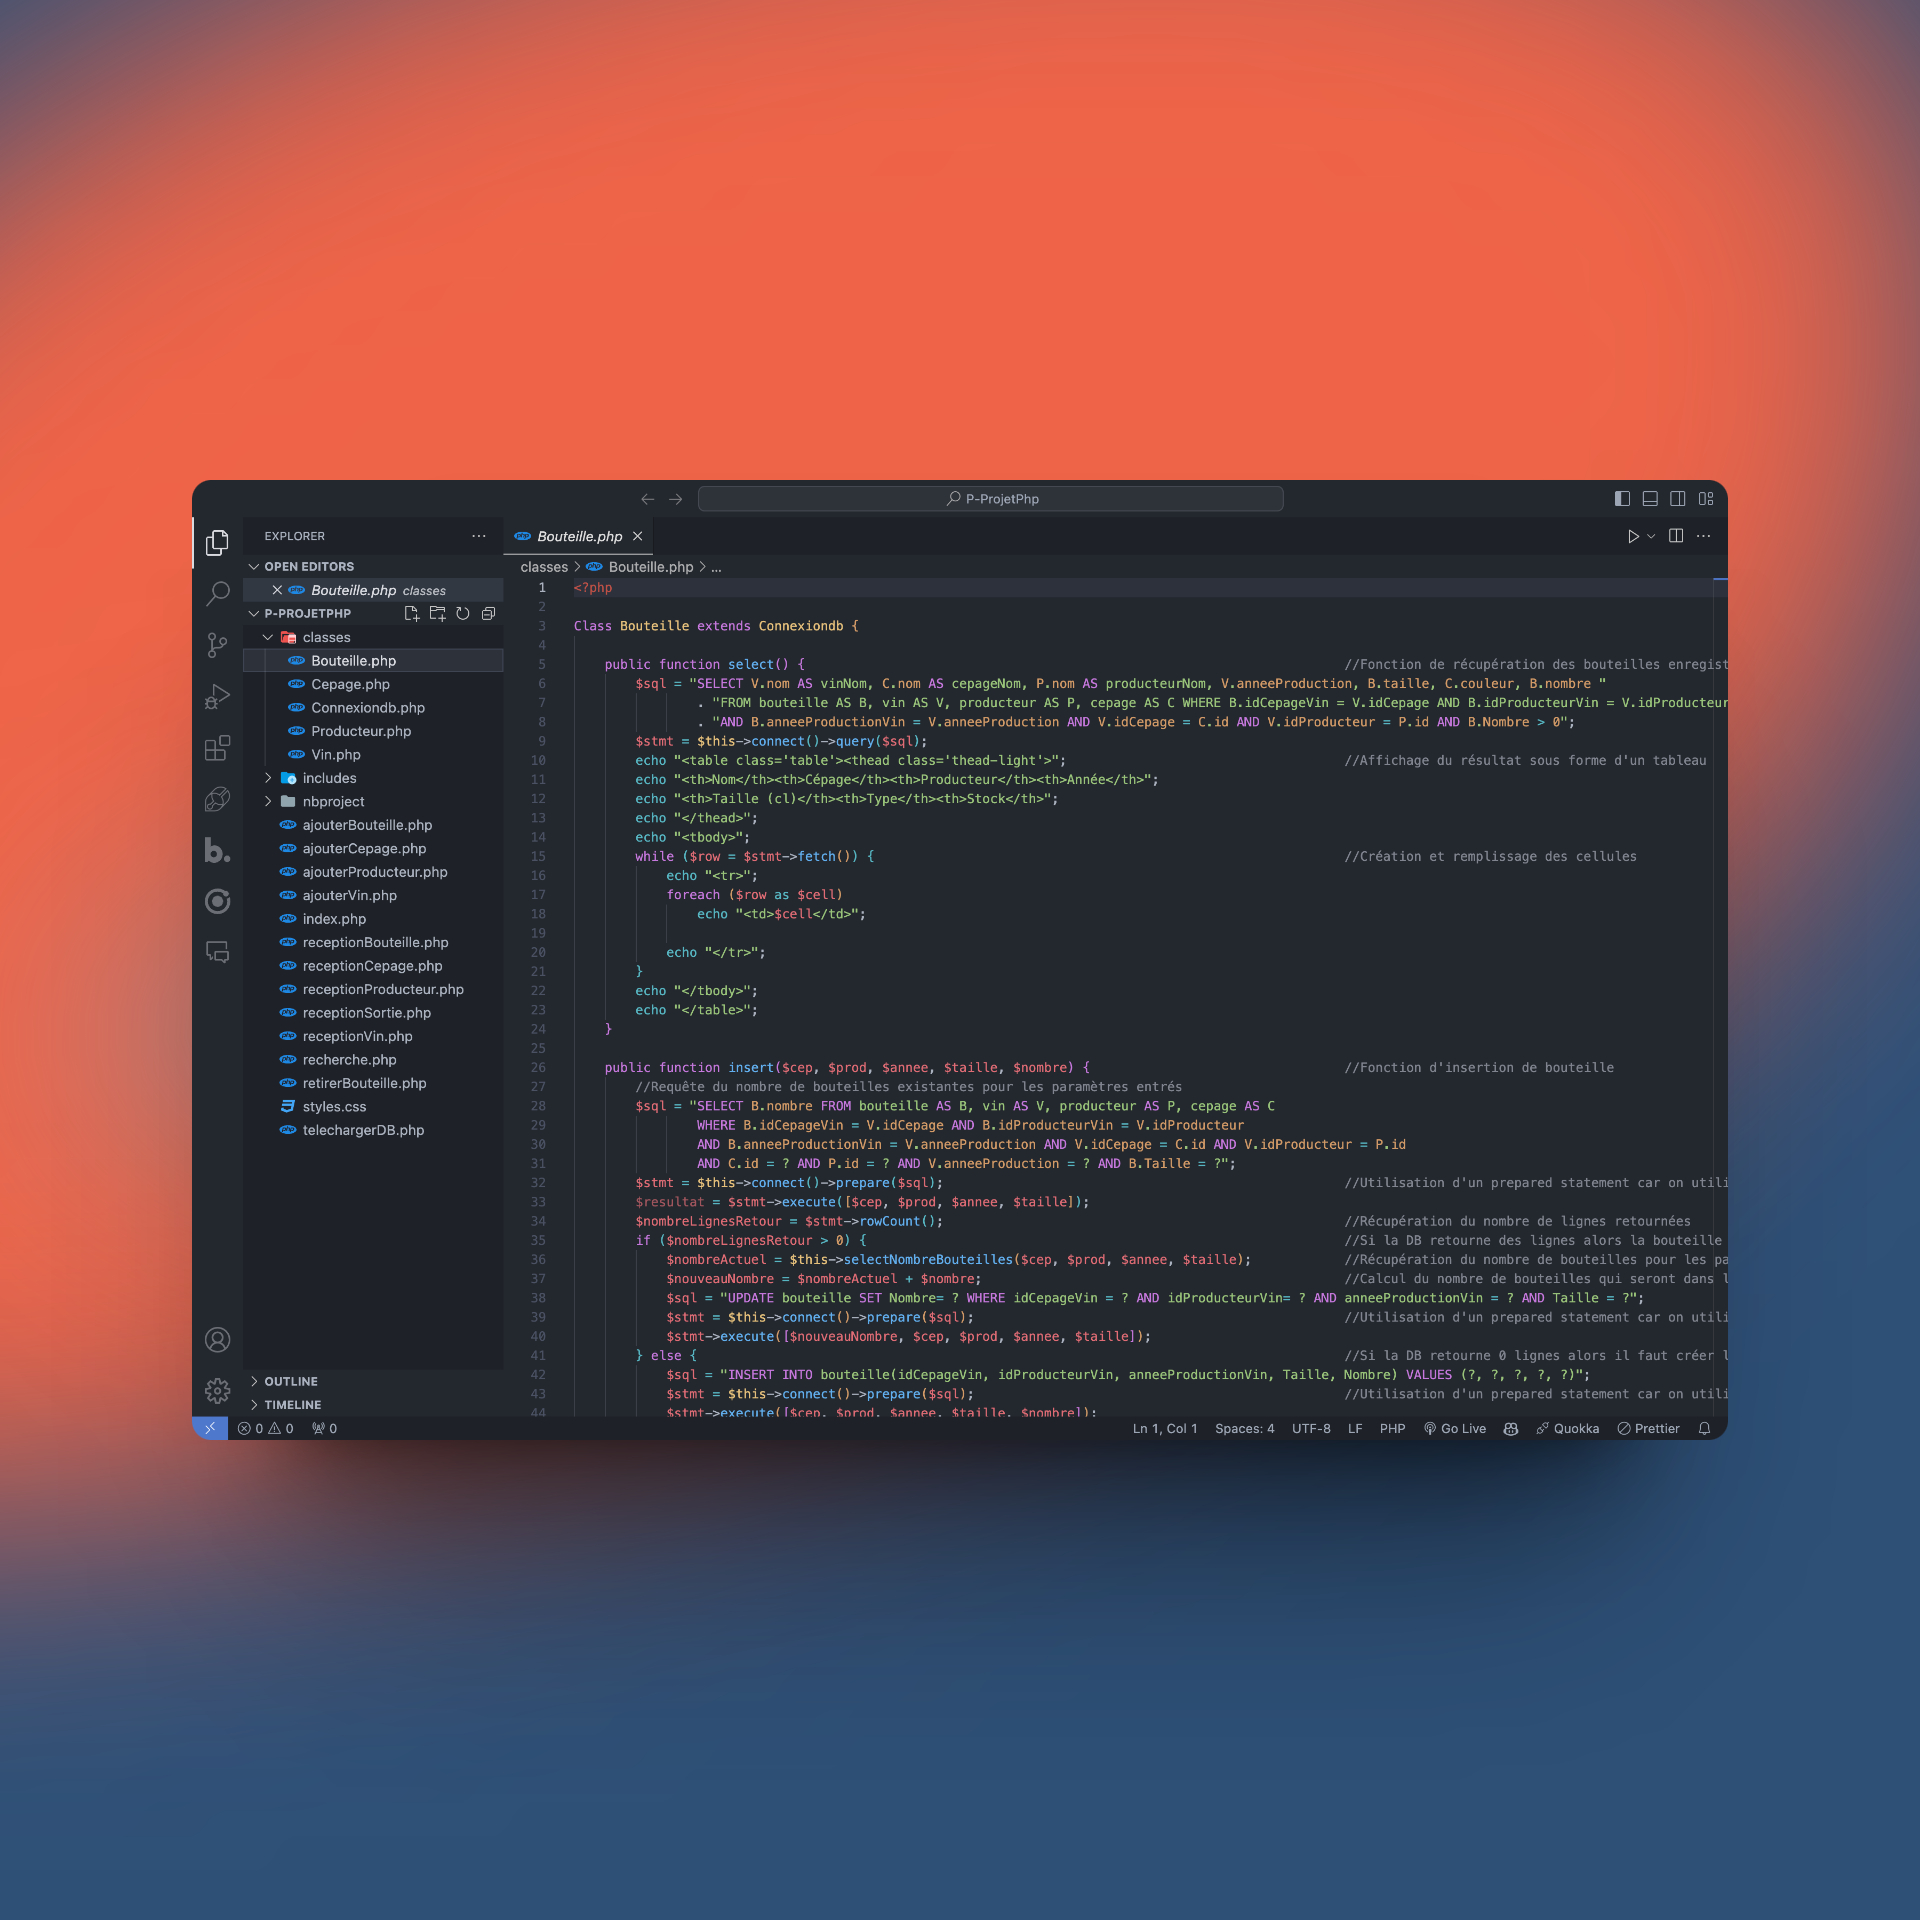 P-ProjetPhp
EXPLORER
OPEN EDITORS
Bouteille.php classes
P-PROJETPHP
classes
Bouteille.php
Cepage.php
Connexiondb.php
Producteur.php
Vin.php
includes
nbproject
ajouterBouteille.php
ajouterCepage.php
ajouterProducteur.php
ajouterVin.php
index.php
receptionBouteille.php
receptionCepage.php
receptionProducteur.php
receptionSortie.php
receptionVin.php
recherche.php
retirerBouteille.php
styles.css
telechargerDB.php
OUTLINE
TIMELINE
Bouteille.php
classes > Bouteille.php > ...
1 <?php
2
3 Class Bouteille extends Connexiondb {
4
5 public function select() { //Fonction de récupération des bouteilles enregist
6 $sql = "SELECT V.nom AS vinNom, C.nom AS cepageNom, P.nom AS producteurNom, V.anneeProduction, B.taille, C.couleur, B.nombre "
7 . "FROM bouteille AS B, vin AS V, producteur AS P, cepage AS C WHERE B.idCepageVin = V.idCepage AND B.idProducteurVin = V.idProducteur
8 . "AND B.anneeProductionVin = V.anneeProduction AND V.idCepage = C.id AND V.idProducteur = P.id AND B.Nombre > 0";
9 $stmt = $this->connect()->query($sql);
10 echo "<table class='table'><thead class='thead-light'>"; //Affichage du résultat sous forme d'un tableau
11 echo "<th>Nom</th><th>Cépage</th><th>Producteur</th><th>Année</th>";
12 echo "<th>Taille (cl)</th><th>Type</th><th>Stock</th>";
13 echo "</thead>";
14 echo "<tbody>";
15 while ($row = $stmt->fetch()) { //Création et remplissage des cellules
16 echo "<tr>";
17 foreach ($row as $cell)
18 echo "<td>$cell</td>";
19
20 echo "</tr>";
21 }
22 echo "</tbody>";
23 echo "</table>";
24 }
25
26 public function insert($cep, $prod, $annee, $taille, $nombre) { //Fonction d'insertion de bouteille
27 //Requête du nombre de bouteilles existantes pour les paramètres entrés
28 $sql = "SELECT B.nombre FROM bouteille AS B, vin AS V, producteur AS P, cepage AS C
29 WHERE B.idCepageVin = V.idCepage AND B.idProducteurVin = V.idProducteur
30 AND B.anneeProductionVin = V.anneeProduction AND V.idCepage = C.id AND V.idProducteur = P.id
31 AND C.id = ? AND P.id = ? AND V.anneeProduction = ? AND B.Taille = ?";
32 $stmt = $this->connect()->prepare($sql); //Utilisation d'un prepared statement car on utili
33 $resultat = $stmt->execute([$cep, $prod, $annee, $taille]);
34 $nombreLignesRetour = $stmt->rowCount(); //Récupération du nombre de lignes retournées
35 if ($nombreLignesRetour > 0) { //Si la DB retourne des lignes alors la bouteille
36 $nombreActuel = $this->selectNombreBouteilles($cep, $prod, $annee, $taille); //Récupération du nombre de bouteilles pour les pa
37 $nouveauNombre = $nombreActuel + $nombre; //Calcul du nombre de bouteilles qui seront dans l
38 $sql = "UPDATE bouteille SET Nombre= ? WHERE idCepageVin = ? AND idProducteurVin= ? AND anneeProductionVin = ? AND Taille = ?";
39 $stmt = $this->connect()->prepare($sql); //Utilisation d'un prepared statement car on utili
40 $stmt->execute([$nouveauNombre, $cep, $prod, $annee, $taille]);
41 } else { //Si la DB retourne 0 lignes alors il faut créer l
42 $sql = "INSERT INTO bouteille(idCepageVin, idProducteurVin, anneeProductionVin, Taille, Nombre) VALUES (?, ?, ?, ?, ?)";
43 $stmt = $this->connect()->prepare($sql); //Utilisation d'un prepared statement car on utili
44 $stmt->execute([$cep, $prod, $annee, $taille, $nombre]);
0 0 0 Ln 1, Col 1 Spaces: 4 UTF-8 LF PHP Go Live Quokka Prettier